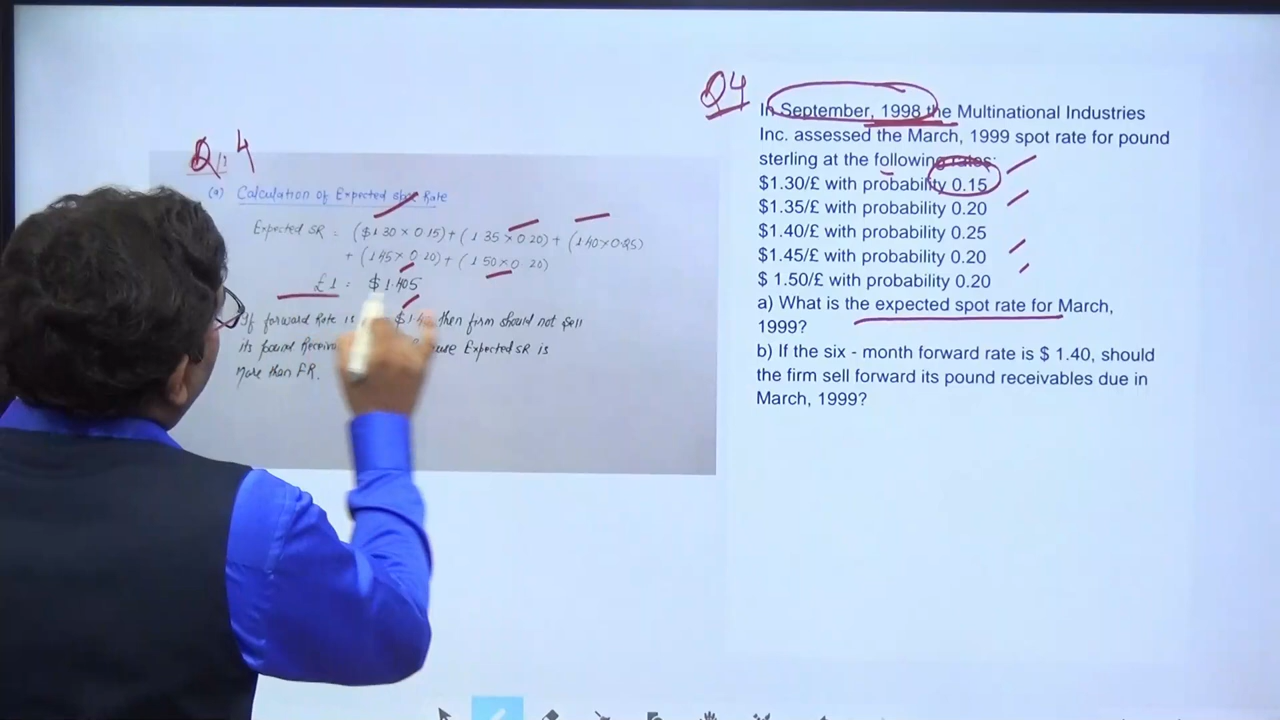 Q 4
(a) Calculation of Expected spot Rate
Expected SR = ($1.30 × 0.15) + (1.35 × 0.20) + (1.40 × 0.25)
+ (1.45 × 0.20) + (1.50 × 0.20)
£1 = $1.405
If forward Rate is $1.4 then firm should not Sell
its pound Expected SR is
More than FR.
Q4
In September, 1998 the Multinational Industries
Inc. assessed the March, 1999 spot rate for pound
sterling at the following rates:
$1.30/£ with probability 0.15
$1.35/£ with probability 0.20
$1.40/£ with probability 0.25
$1.45/£ with probability 0.20
$ 1.50/£ with probability 0.20
a) What is the expected spot rate for March,
1999?
b) If the six - month forward rate is $ 1.40, should
the firm sell forward its pound receivables due in
March, 1999?